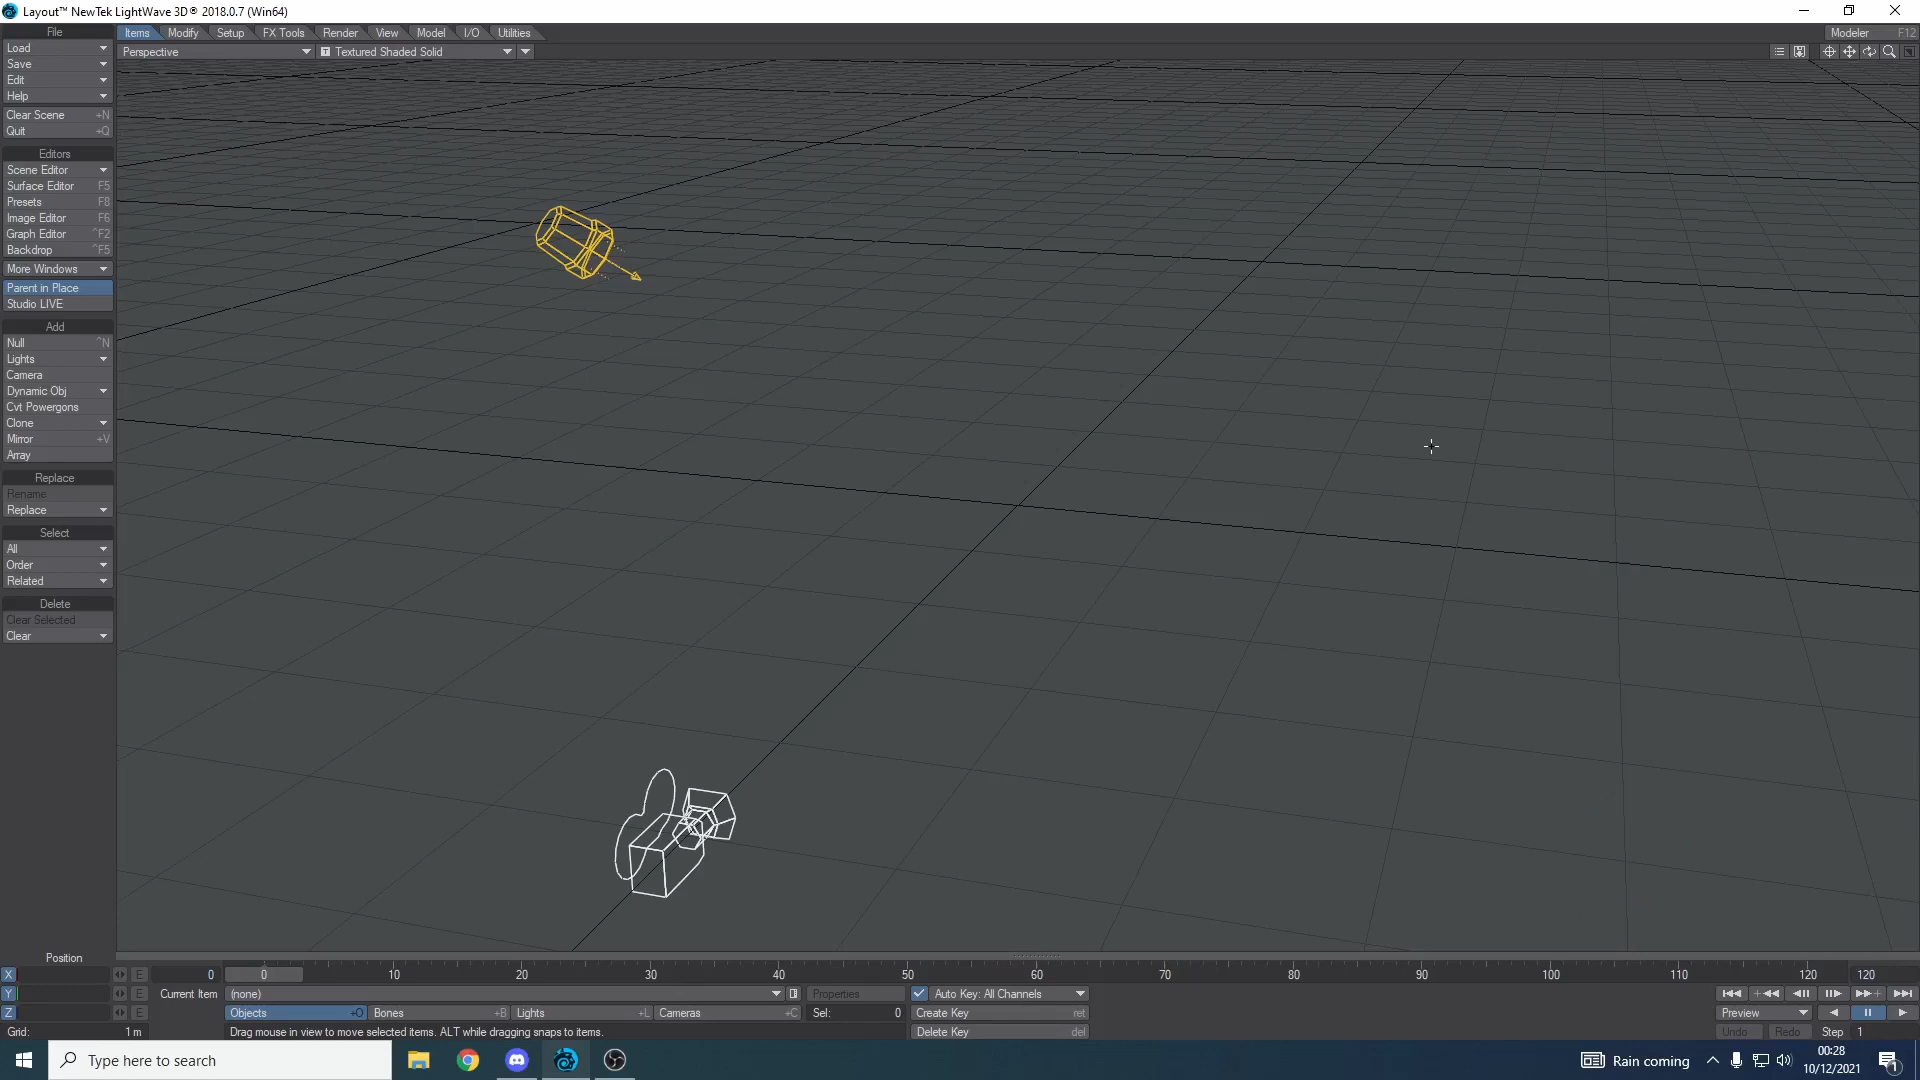 Layout™ NewTek LightWave 3D® 2018.0.7 (Win64)
File
Items Modify Setup FX Tools Render View Model I/O Utilities
Modeler F12
Load
Perspective
T Textured Shaded Solid
Save
Edit
Help
Clear Scene +N
Quit +Q
Editors
Scene Editor
Surface Editor F5
Presets F8
Image Editor F6
Graph Editor ^F2
Backdrop ^F5
More Windows
Parent in Place
Studio LIVE
Add
Null ^N
Lights
Camera
Dynamic Obj
Cvt Powergons
Clone
Mirror +V
Array
Replace
Rename
Replace
Select
All
Order
Related
Delete
Clear Selected
Clear
Position
X E 0 0 10 20 30 40 50 60 70 80 90 100 110 120 120
Y E Current Item (none) Properties Auto Key: All Channels
Z E Objects +O Bones +B Lights +L Cameras +C Sel: 0 Create Key ret Preview
Grid: 1 m Drag mouse in view to move selected items. ALT while dragging snaps to items. Delete Key del Undo Redo Step 1
Type here to search
Rain coming
00:28
10/12/2021
1